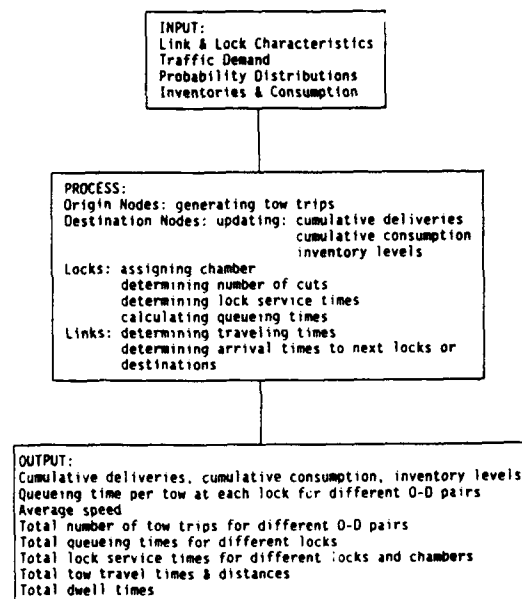 INPUT:
Link & Lock Characteristics
Traffic Demand
Probability Distributions
Inventories & Consumption
PROCESS:
Origin Nodes: generating tow trips
Destination Nodes: updating: cumulative deliveries
cumulative consumption
inventory levels
Locks: assigning chamber
determining number of cuts
determining lock service times
calculating queueing times
Links: determining traveling times
determining arrival times to next locks or
destinations
OUTPUT:
Cumulative deliveries, cumulative consumption, inventory levels
Queueing time per tow at each lock for different O-D pairs
Average speed
Total number of tow trips for different O-D pairs
Total queueing times for different locks
Total lock service times for different locks and chambers
Total tow travel times & distances
Total dwell times